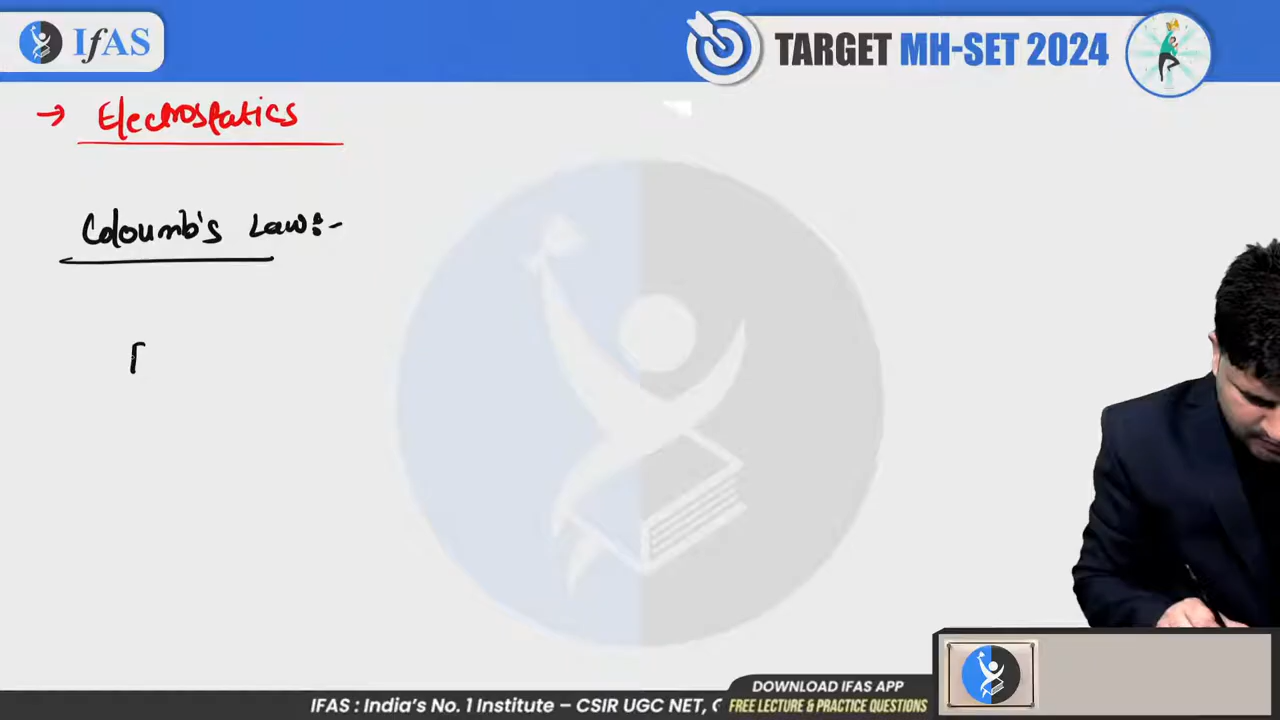 IfAS
TARGET MH-SET 2024
→ Electrostatics
Coloumb's Law:-
DOWNLOAD IFAS APP
IFAS : India's No. 1 Institute – CSIR UGC NET, G
FREE LECTURE & PRACTICE QUESTIONS